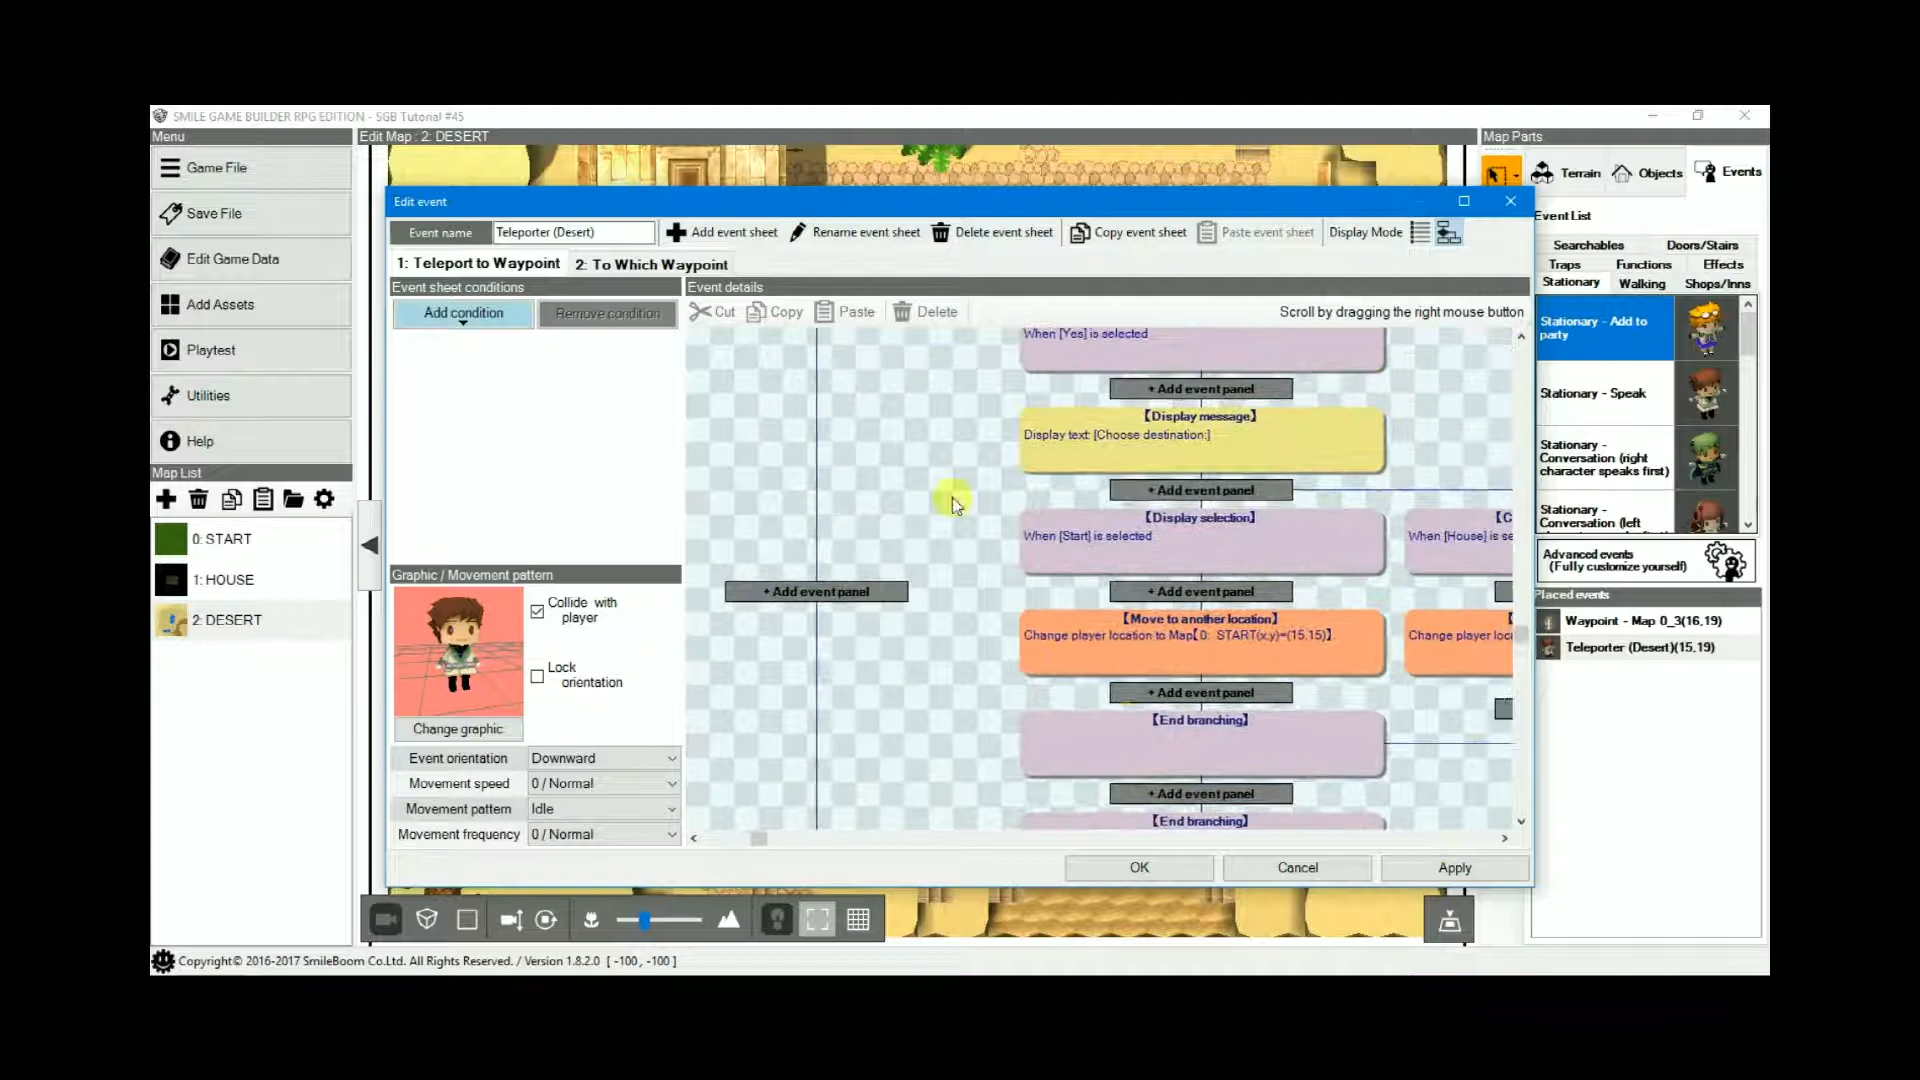 SMILE GAME BUILDER RPG EDITION - SGB Tutorial #45
Menu
Game File
Save File
Edit Game Data
Add Assets
Playtest
Utilities
Help
Map List
0: START
1: HOUSE
2: DESERT
Edit Map : 2: DESERT
Edit event
Event name
Teleporter (Desert)
Add event sheet
Rename event sheet
Delete event sheet
Copy event sheet
Paste event sheet
Display Mode
1: Teleport to Waypoint
2: To Which Waypoint
Event sheet conditions
Add condition
Remove condition
Event details
Cut
Copy
Paste
Delete
Scroll by dragging the right mouse button
When [Yes] is selected
+ Add event panel
【Display message】
Display text: [Choose destination:]
+ Add event panel
【Display selection】
When [Start] is selected
【C
When [House] is se
+ Add event panel
+ Add event panel
【Move to another location】
Change player location to Map【0: START(x,y)=(15,15)】
Change player loca
+ Add event panel
【End branching】
+ Add event panel
【End branching】
Graphic / Movement pattern
Collide with
player
Lock
orientation
Change graphic
Event orientation
Downward
Movement speed
0 / Normal
Movement pattern
Idle
Movement frequency
0 / Normal
OK
Cancel
Apply
Map Parts
Terrain
Objects
Events
Event List
Searchables
Doors/Stairs
Traps
Functions
Effects
Stationary
Walking
Shops/Inns
Stationary - Add to
party
Stationary - Speak
Stationary -
Conversation (right
character speaks first)
Stationary -
Conversation (left
Advanced events
(Fully customize yourself)
Placed events
Waypoint - Map 0_3(16,19)
Teleporter (Desert)(15,19)
Copyright© 2016-2017 SmileBoom Co.Ltd. All Rights Reserved. / Version 1.8.2.0 [ -100 , -100 ]